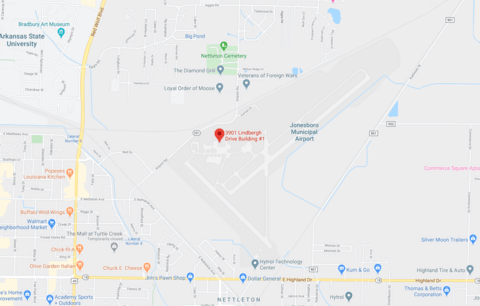 Bradbury Art Museum
Arkansas State
University
Red Wolf Blvd
Big Pond
Nettleton Cemetery
The Diamond Grill
Veterans of Foreign Wars
Loyal Order of Moose
3901 Lindbergh
Drive Building #1
Jonesboro
Municipal
Airport
Popeyes
Louisiana Kitchen
Commerce Square Apts
Buffalo Wild Wings
Walmart
Neighborhood Market
The Mall at Turtle Creek
Temporarily closed
Chick-fil-A
Olive Garden Italian
Chuck E. Cheese
Jim's Pawn Shop
Hytrol Technology
Center
Silver Moon Trailers
Kum & Go
Highland Tire & Auto
Dollar General
E Highland Dr
Highland Dr
Academy Sports
+ Outdoors
NETTLETON
Hytrol
Thomas & Betts
Corporation